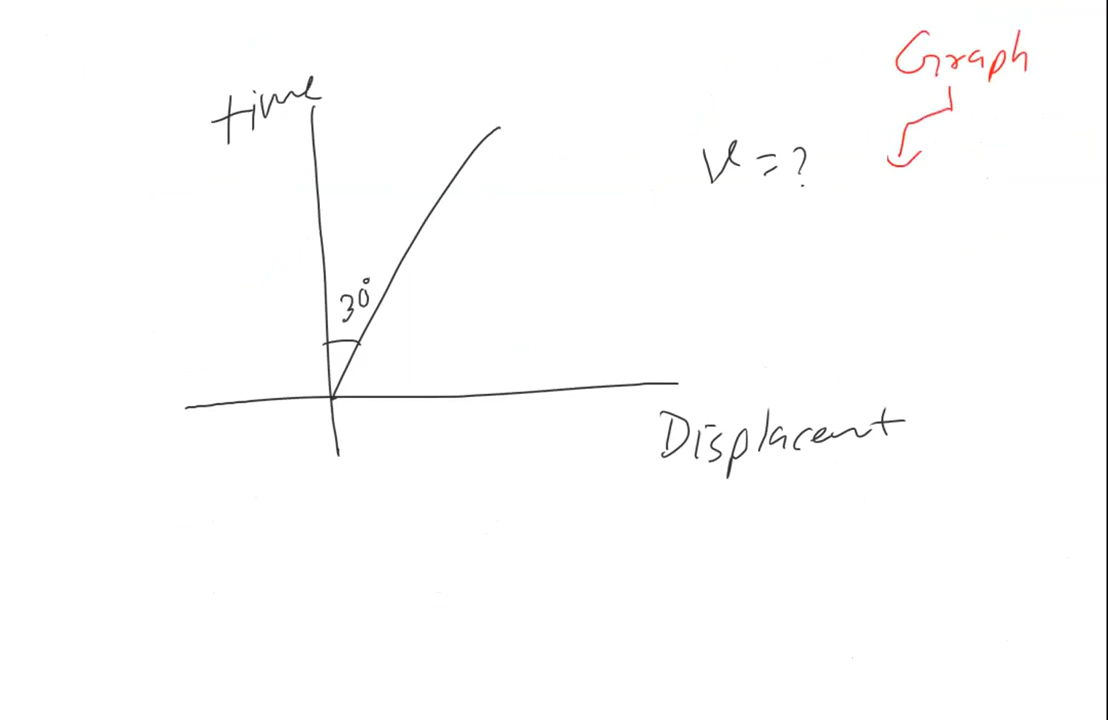 Graph
time
v = ?
30°
Displacent